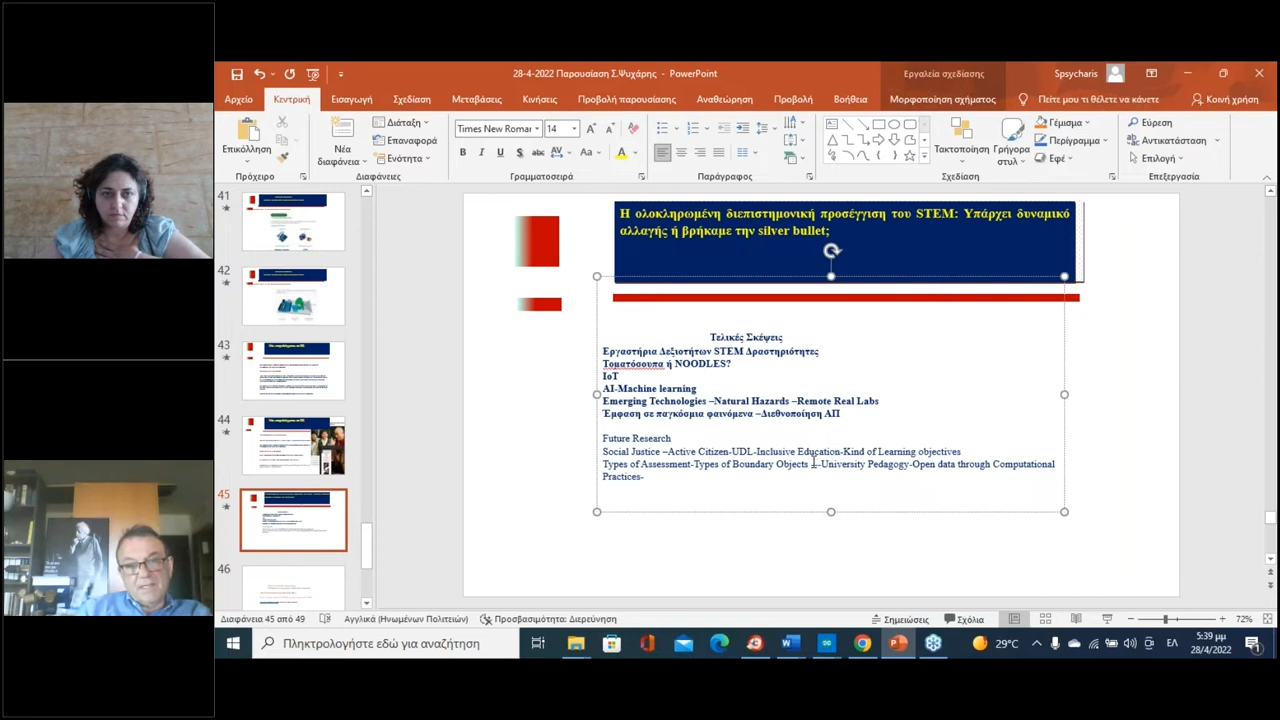 28-4-2022 Παρουσίαση Σ.Ψυχάρης - PowerPoint
Εργαλεία σχεδίασης
Spsycharis
Αρχείο Κεντρική Εισαγωγή Σχεδίαση Μεταβάσεις Κινήσεις Προβολή παρουσίασης Αναθεώρηση Προβολή Βοήθεια Μορφοποίηση σχήματος Πείτε μου τι θέλετε να κάνετε Κοινή χρήση
Επικόλληση
Νέα διαφάνεια
Διάταξη
Επαναφορά
Ενότητα
Times New Roman 14
Τακτοποίηση
Γρήγορα στυλ
Γέμισμα
Περίγραμμα
Εφέ
Εύρεση
Αντικατάσταση
Επιλογή
Πρόχειρο Διαφάνειες Γραμματοσειρά Παράγραφος Σχεδίαση Επεξεργασία
41
42
43
44
45
46
Η ολοκληρωμένη διεπιστημονική προσέγγιση του STEM: Υπάρχει δυναμικό
αλλαγής ή βρήκαμε την silver bullet;
Τελικές Σκέψεις
Εργαστήρια Δεξιοτήτων STEM Δραστηριότητες
Τοματόσουπα ή NOODLES?
IoT
AI-Machine learning
Emerging Technologies –Natural Hazards –Remote Real Labs
Έμφαση σε παγκόσμια φαινόμενα –Διεθνοποίηση ΑΠ
Future Research
Social Justice –Active Citizen-UDL-Inclusive Education-Kind of Learning objectives
Types of Assessment-Types of Boundary Objects –University Pedagogy-Open data through Computational
Practices-
Διαφάνεια 45 από 49 Αγγλικά (Ηνωμένων Πολιτειών) Προσβασιμότητα: Διερεύνηση Σημειώσεις Σχόλια 72%
Πληκτρολογήστε εδώ για αναζήτηση
29°C ΕΛ 5:39 μμ
28/4/2022